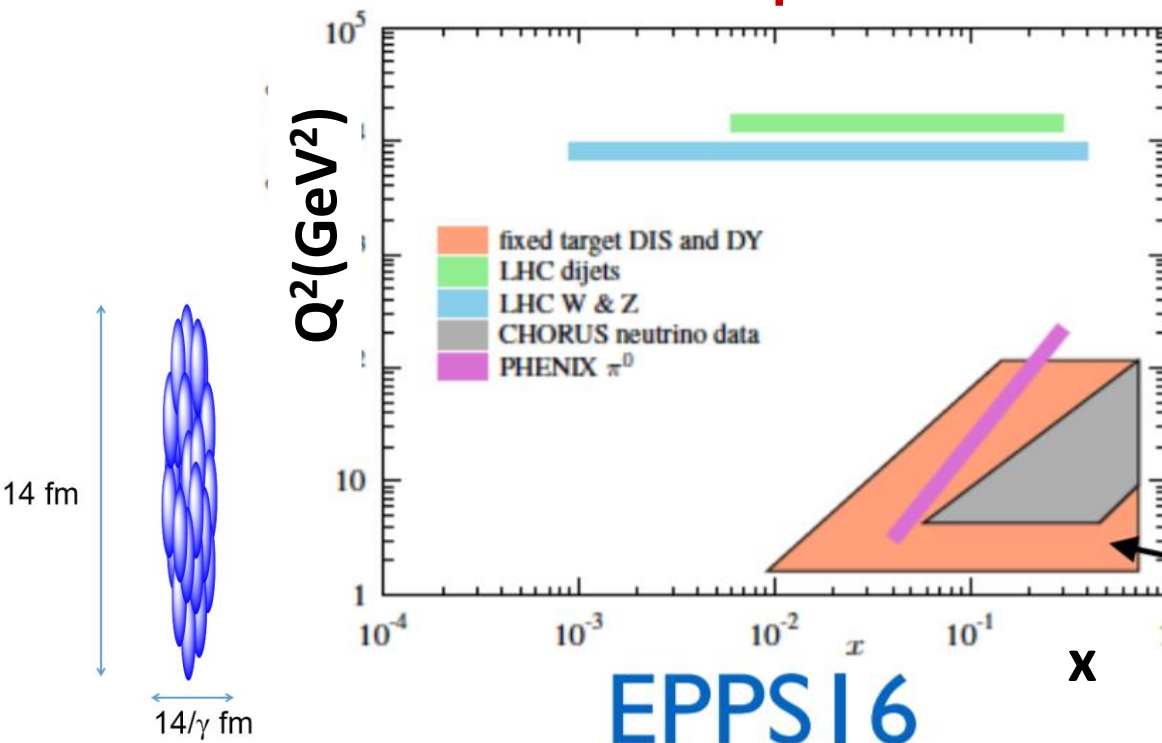 10⁵
Q²(GeV²)
fixed target DIS and DY
LHC dijets
LHC W & Z
CHORUS neutrino data
PHENIX π⁰
14 fm
10
1
10⁻⁴ 10⁻³ 10⁻² 10⁻¹
x
x
14/γ fm
EPPS16